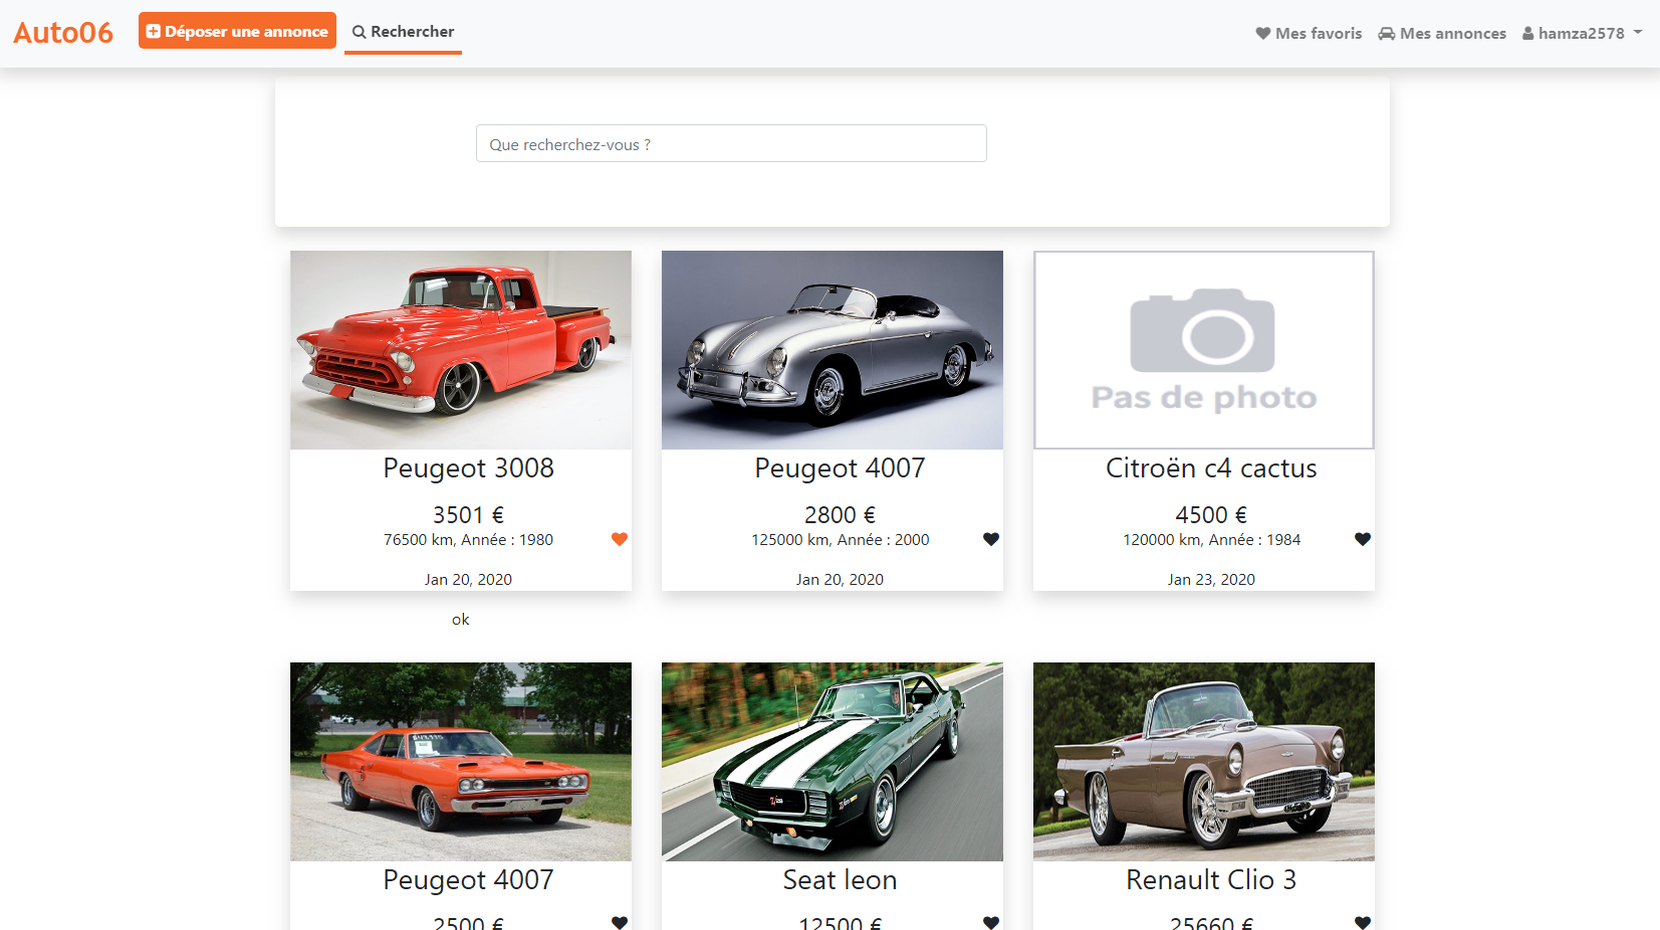 Auto06
Déposer une annonce
Rechercher
Mes favoris
Mes annonces
hamza2578
Que recherchez-vous ?
Pas de photo
Peugeot 3008
3501 €
76500 km, Année : 1980
Jan 20, 2020
ok
Peugeot 4007
2800 €
125000 km, Année : 2000
Jan 20, 2020
Citroën c4 cactus
4500 €
120000 km, Année : 1984
Jan 23, 2020
Peugeot 4007
2500 €
Seat leon
12500 €
Renault Clio 3
25660 €